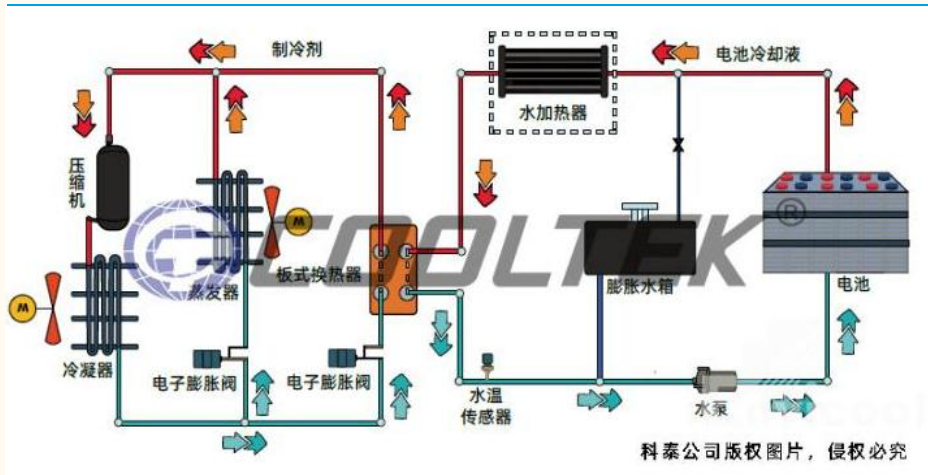 制冷剂
电池冷却液
水加热器
压缩机
COOLTEK®
蒸发器
板式换热器
膨胀水箱
电池
M
M
冷凝器
电子膨胀阀
电子膨胀阀
水温
传感器
水泵
科泰公司版权图片，侵权必究